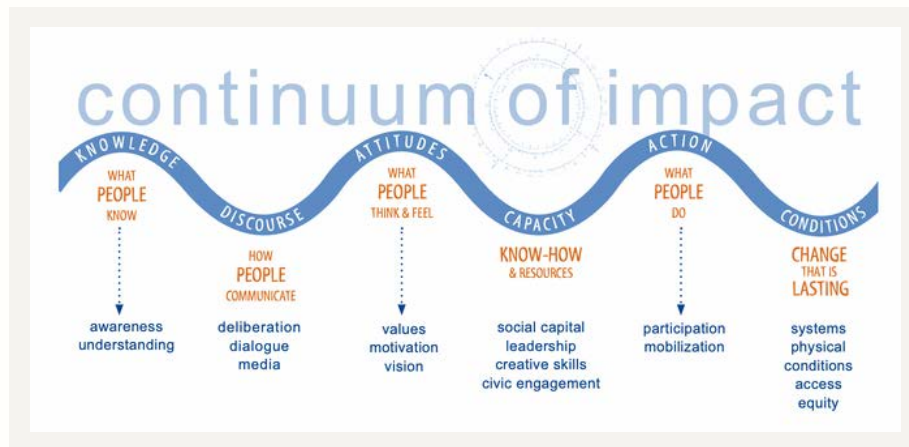 continuum of impact
KNOWLEDGE
WHAT
PEOPLE
KNOW
awareness
understanding
DISCOURSE
HOW
PEOPLE
COMMUNICATE
deliberation
dialogue
media
ATTITUDES
WHAT
PEOPLE
THINK & FEEL
values
motivation
vision
CAPACITY
KNOW-HOW
& RESOURCES
social capital
leadership
creative skills
civic engagement
ACTION
WHAT
PEOPLE
DO
participation
mobilization
CONDITIONS
CHANGE
THAT IS
LASTING
systems
physical
conditions
access
equity